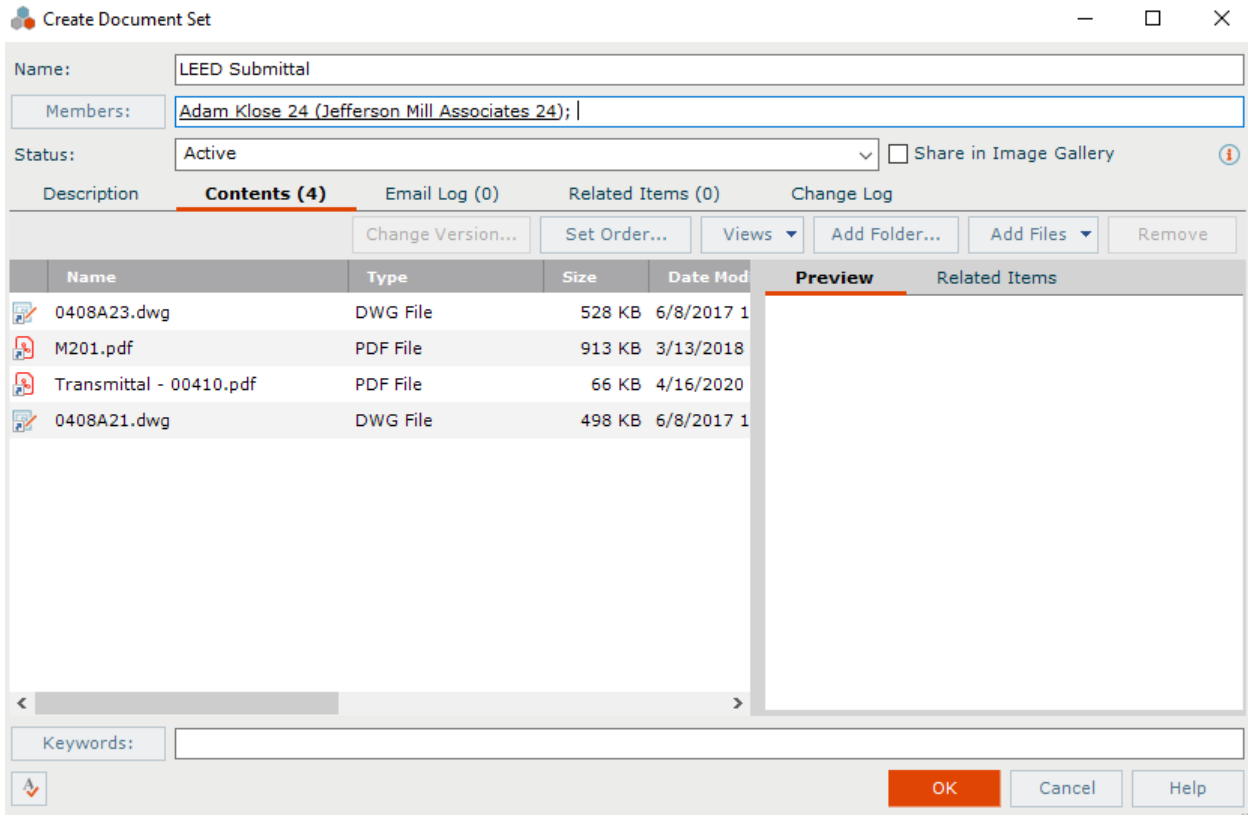 Create Document Set
Name: LEED Submittal
Members: Adam Klose 24 (Jefferson Mill Associates 24);
Status: Active Share in Image Gallery
Description Contents (4) Email Log (0) Related Items (0) Change Log
Change Version... Set Order... Views Add Folder... Add Files Remove
Name Type Size Date Mod Preview Related Items
0408A23.dwg DWG File 528 KB 6/8/2017 1
M201.pdf PDF File 913 KB 3/13/2018
Transmittal - 00410.pdf PDF File 66 KB 4/16/2020
0408A21.dwg DWG File 498 KB 6/8/2017 1
Keywords:
OK Cancel Help